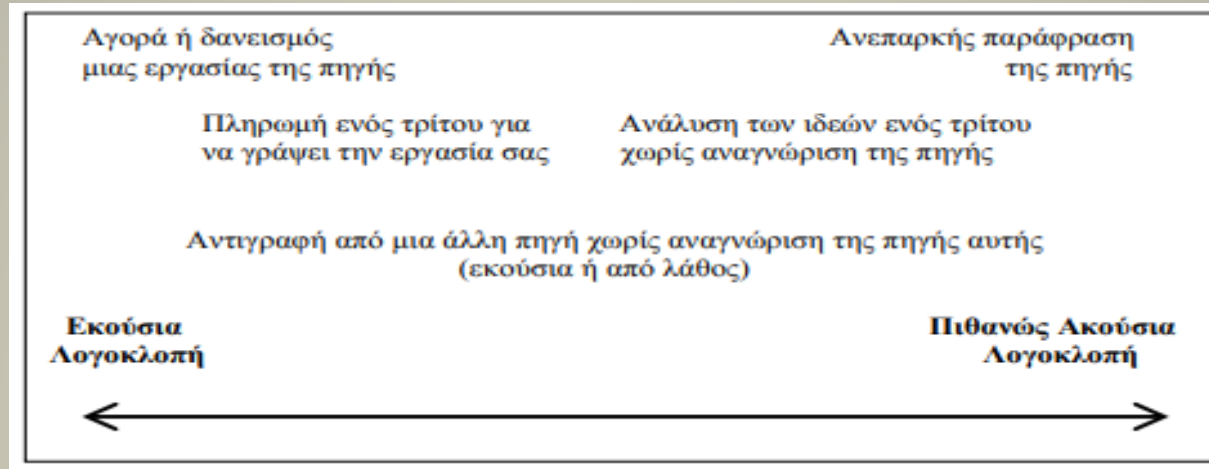 Αγορά ή δανεισμός
μιας εργασίας της πηγής
Ανεπαρκής παράφραση
της πηγής
Πληρωμή ενός τρίτου για
να γράψει την εργασία σας
Ανάλυση των ιδεών ενός τρίτου
χωρίς αναγνώριση της πηγής
Αντιγραφή από μια άλλη πηγή χωρίς αναγνώριση της πηγής αυτής
(εκούσια ή από λάθος)
Εκούσια
Λογοκλοπή
Πιθανώς Ακούσια
Λογοκλοπή